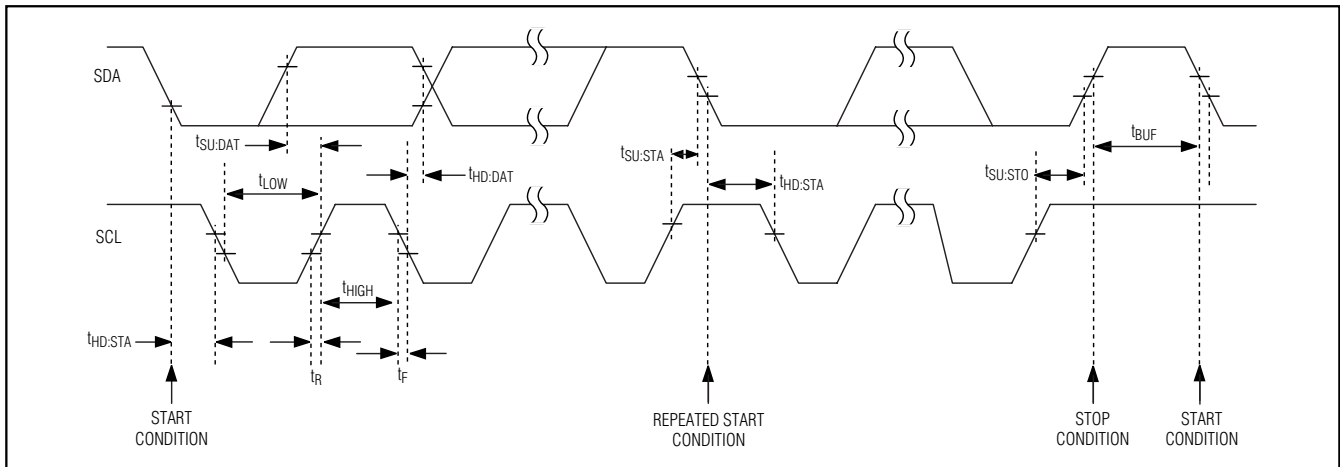 SDA
tSU:DAT
tLOW
tHD:DAT
tSU:STA
tHD:STA
tBUF
tSU:STO
SCL
tHIGH
tHD:STA
tR
tF
START
CONDITION
REPEATED START
CONDITION
STOP
CONDITION
START
CONDITION